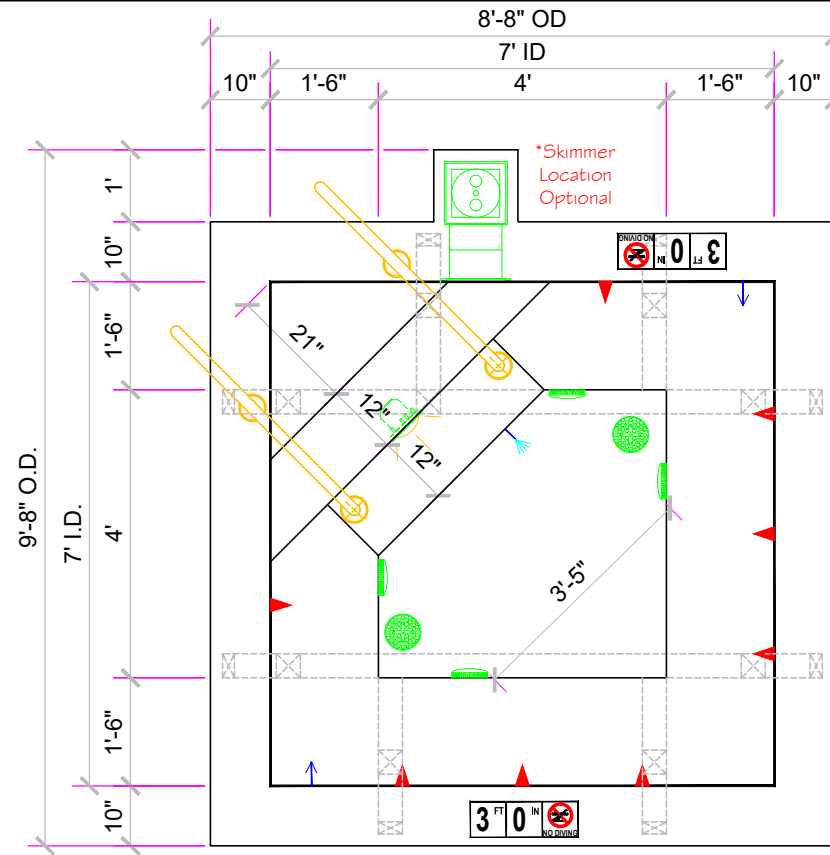 8'-8" OD
7' ID
10" 1'-6" 4' 1'-6" 10"
*Skimmer
Location
Optional
1'
10"
1'-6"
4'
1'-6"
10"
9'-8" O.D.
7' I.D.
3 FT 0 IN NO DIVING
21"
12"
12"
3'-5"
3 FT 0 IN NO DIVING